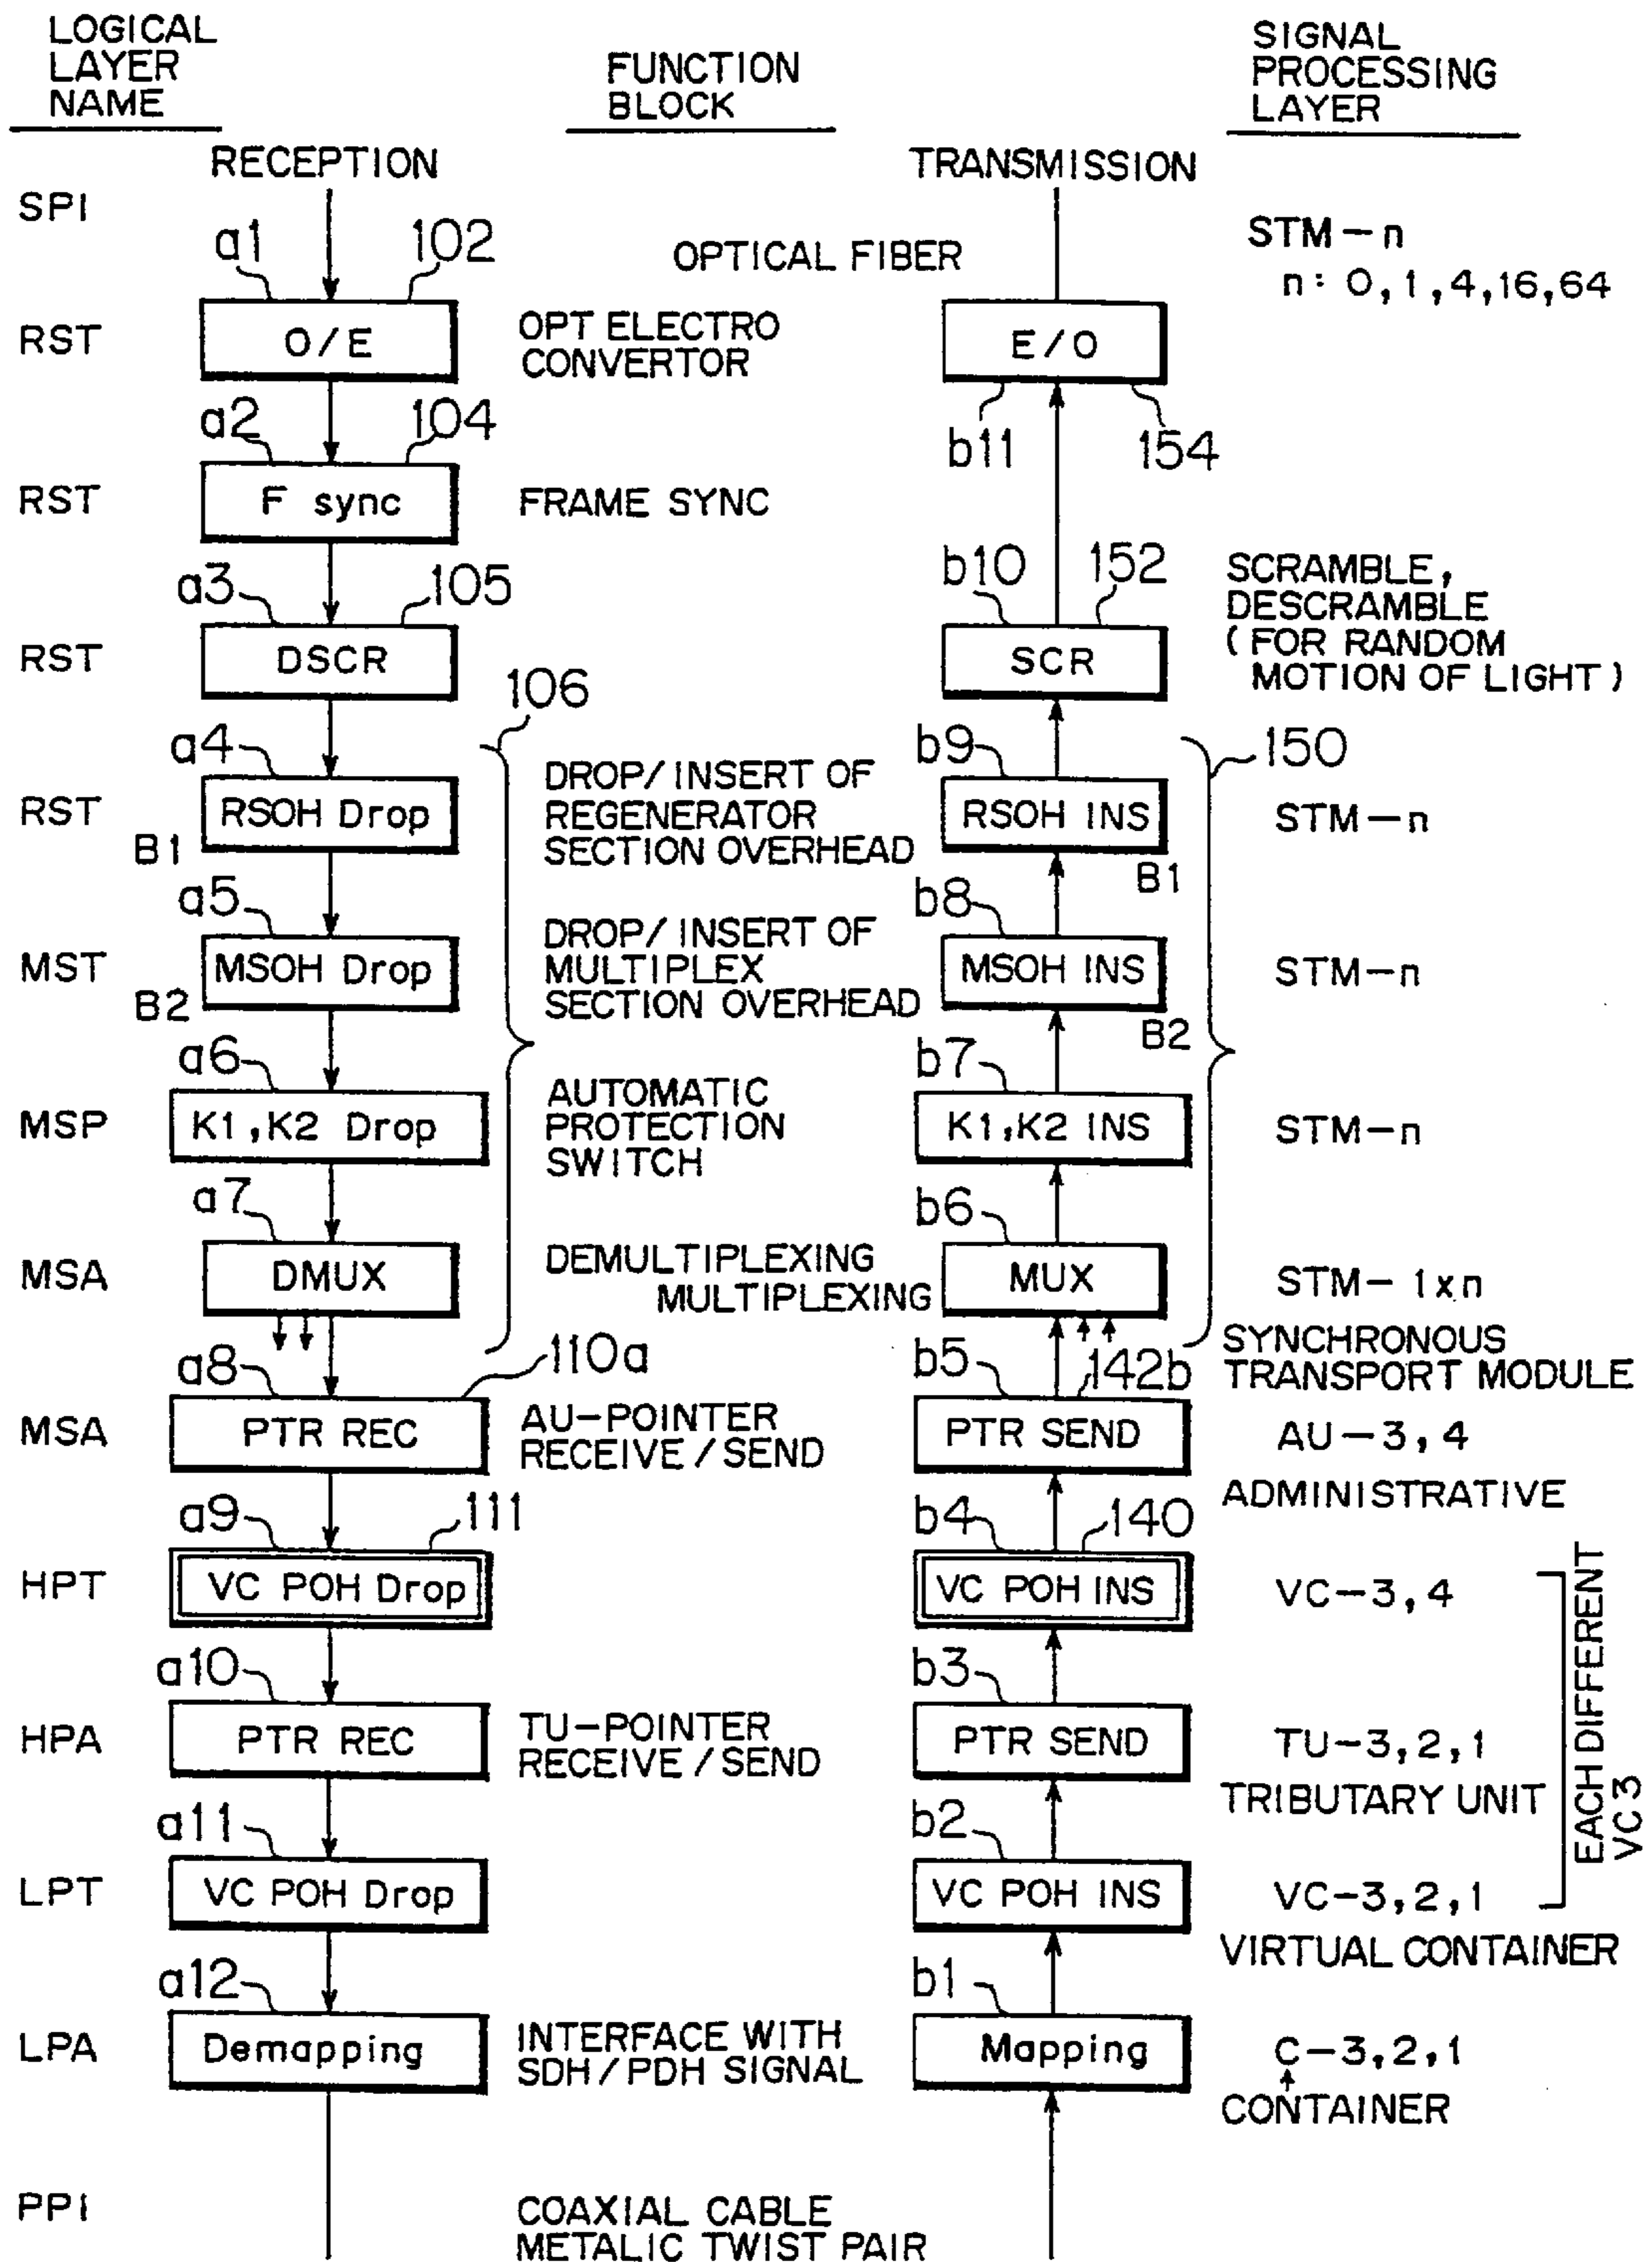 LOGICAL
LAYER
NAME
FUNCTION
BLOCK
SIGNAL
PROCESSING
LAYER
RECEPTION
TRANSMISSION
SPI
a1
102
OPTICAL FIBER
STM-n
n: 0,1,4,16,64
RST
O/E
OPT ELECTRO
CONVERTOR
E/O
b11
154
a2
104
RST
F sync
FRAME SYNC
a3
105
b10
152
SCRAMBLE,
DESCRAMBLE
(FOR RANDOM
MOTION OF LIGHT)
RST
DSCR
SCR
106
a4
b9
150
RST
RSOH Drop
B1
DROP/INSERT OF
REGENERATOR
SECTION OVERHEAD
RSOH INS
B1
STM-n
a5
b8
MST
MSOH Drop
B2
DROP/INSERT OF
MULTIPLEX
SECTION OVERHEAD
MSOH INS
B2
STM-n
a6
b7
MSP
K1,K2 Drop
AUTOMATIC
PROTECTION
SWITCH
K1,K2 INS
STM-n
a7
b6
MSA
DMUX
DEMULTIPLEXING
MULTIPLEXING
MUX
STM-1xn
SYNCHRONOUS
TRANSPORT MODULE
a8
110a
b5
142b
MSA
PTR REC
AU-POINTER
RECEIVE/SEND
PTR SEND
AU-3,4
ADMINISTRATIVE
a9
111
b4
140
HPT
VC POH Drop
VC POH INS
VC-3,4
a10
b3
HPA
PTR REC
TU-POINTER
RECEIVE/SEND
PTR SEND
TU-3,2,1
TRIBUTARY UNIT
EACH DIFFERENT
VC3
a11
b2
LPT
VC POH Drop
VC POH INS
VC-3,2,1
VIRTUAL CONTAINER
a12
b1
LPA
Demapping
INTERFACE WITH
SDH/PDH SIGNAL
Mapping
C-3,2,1
CONTAINER
PPI
COAXIAL CABLE
METALIC TWIST PAIR